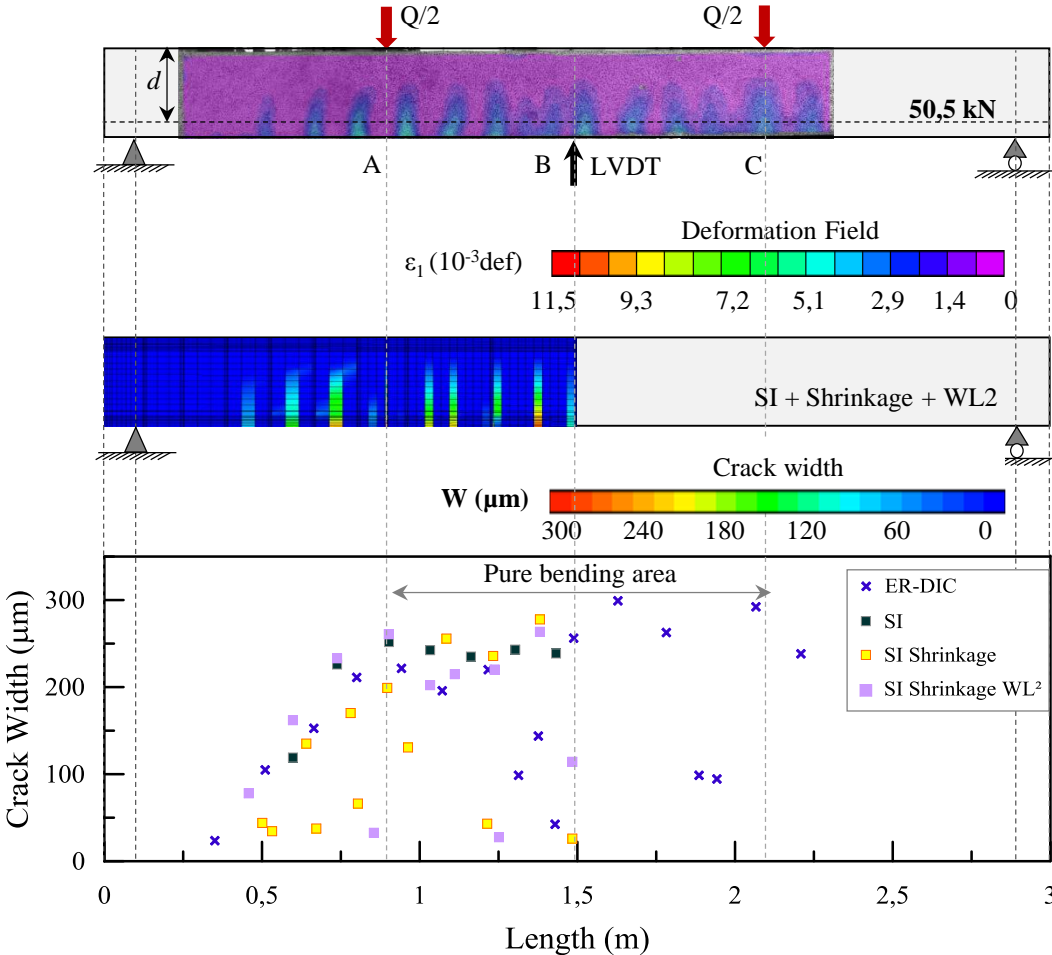 Q/2 Q/2
d
50,5 kN
A B LVDT C
Deformation Field
ε₁ (10⁻³def)
11,5 9,3 7,2 5,1 2,9 1,4 0
SI + Shrinkage + WL2
Crack width
W (µm)
300 240 180 120 60 0
Pure bending area
ER-DIC
SI
SI Shrinkage
SI Shrinkage WL²
Crack Width (µm)
300
200
100
0
0 0,5 1 1,5 2 2,5 3
Length (m)